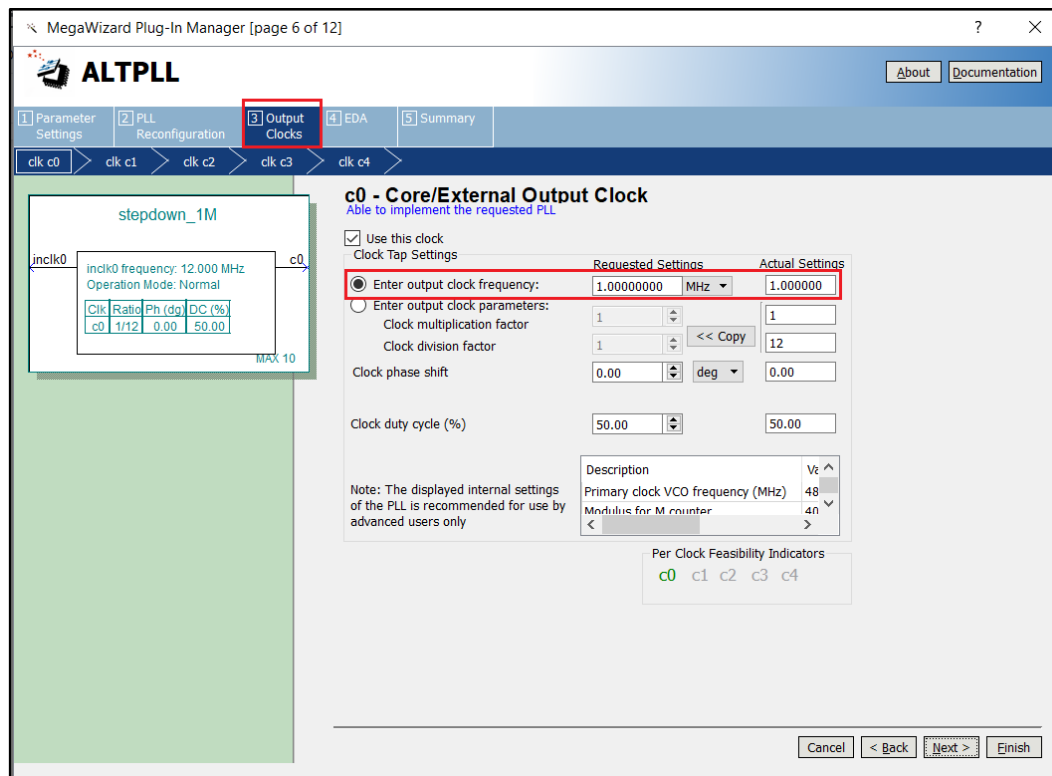 MegaWizard Plug-In Manager [page 6 of 12]
?
ALTPLL
About
Documentation
1 Parameter Settings
2 PLL Reconfiguration
3 Output Clocks
4 EDA
5 Summary
clk c0
clk c1
clk c2
clk c3
clk c4
stepdown_1M
inclk0
c0
inclk0 frequency: 12.000 MHz
Operation Mode: Normal
Clk Ratio Ph (dg) DC (%)
c0 1/12 0.00 50.00
MAX 10
c0 - Core/External Output Clock
Able to implement the requested PLL
Use this clock
Clock Tap Settings
Requested Settings
Actual Settings
Enter output clock frequency:
1.00000000
MHz
1.000000
Enter output clock parameters:
Clock multiplication factor
1
1
<< Copy
Clock division factor
1
12
Clock phase shift
0.00
deg
0.00
Clock duty cycle (%)
50.00
50.00
Note: The displayed internal settings
of the PLL is recommended for use by
advanced users only
Description
Va
Primary clock VCO frequency (MHz)
48
Modulus for M counter
40
Per Clock Feasibility Indicators
c0 c1 c2 c3 c4
Cancel
< Back
Next >
Finish